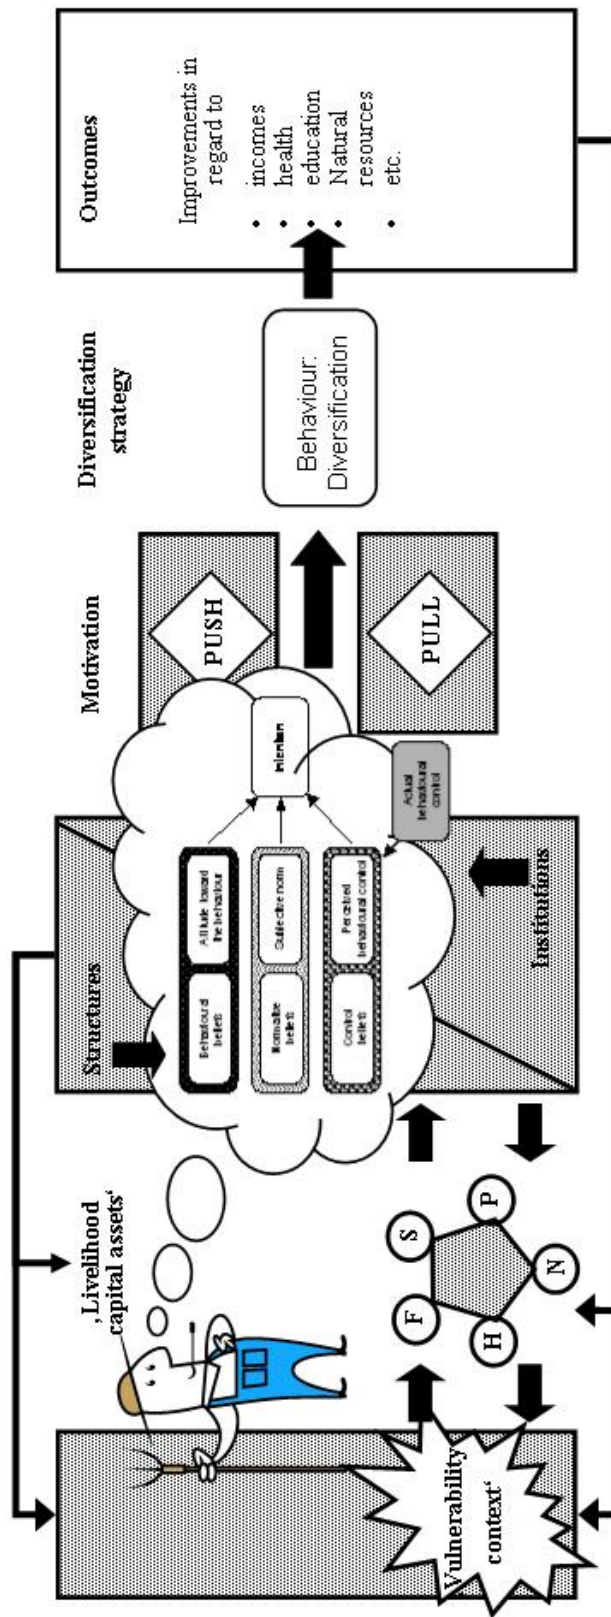 ‚Livelihood
capital assets‘
Structures
Motivation
Diversification
strategy
Outcomes
Vulnerability
context‘
F
S
P
N
H
Behavioural
beliefs
Attitude toward
the behaviour
Normative
beliefs
Subjective norm
Control
beliefs
Perceived
behavioural control
Intention
Actual
behavioural
control
Institutions
PUSH
PULL
Behaviour:
Diversification
Improvements in
regard to
• incomes
• health
• education
• Natural
resources
• etc.